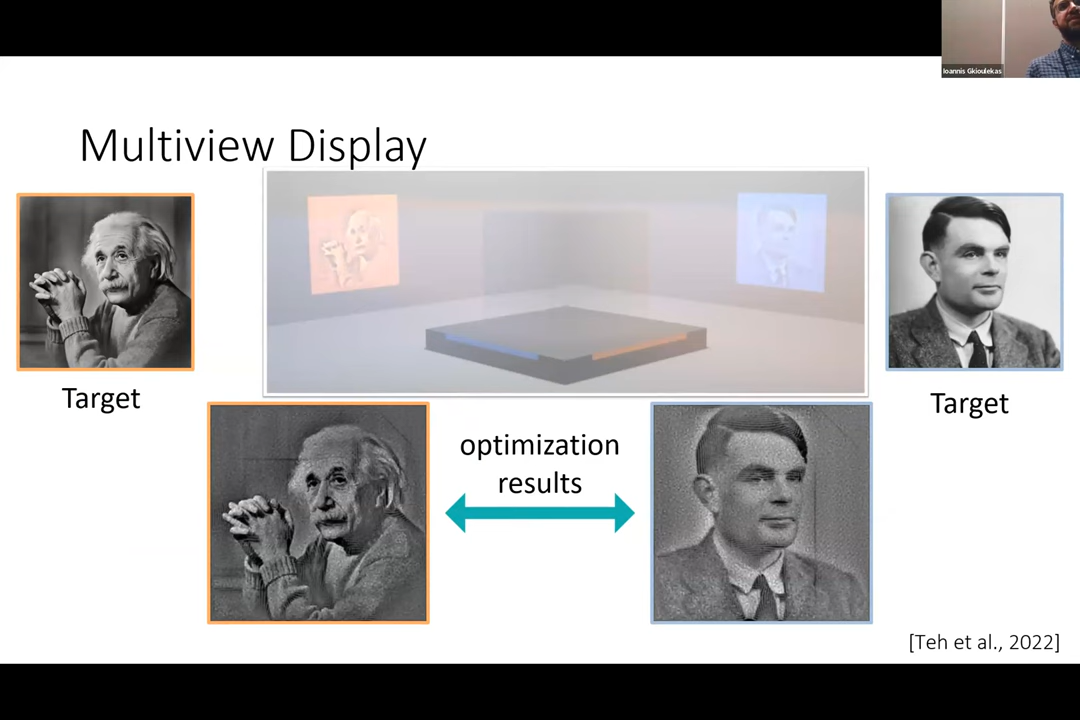 Ioannis Gkioulekas
Multiview Display
Target
Target
optimization
results
[Teh et al., 2022]